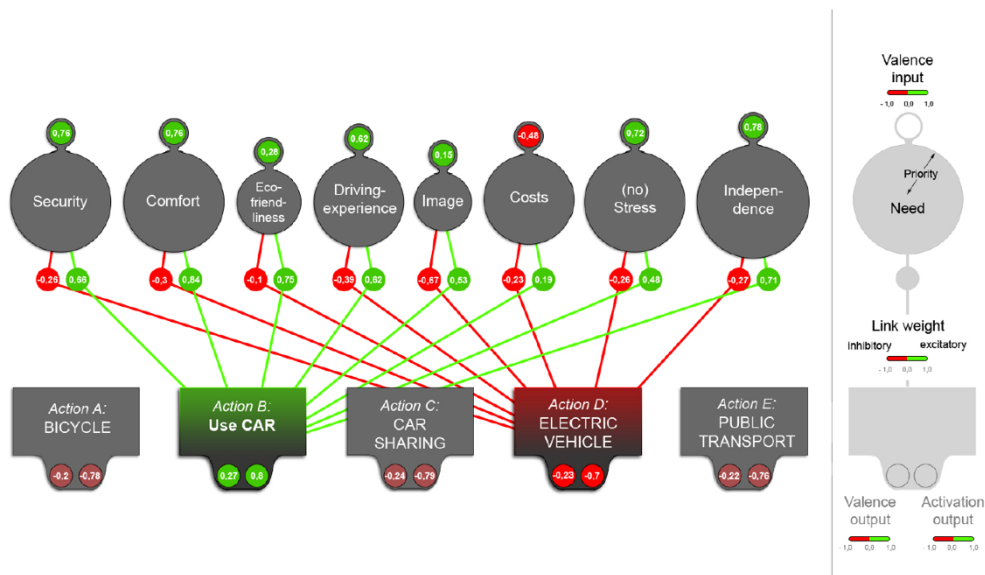 Valence
input
-1,0 0,0 1,0
0,76 0,76 0,28 0,62 0,15 -0,48 0,72 0,78
Security
Comfort
Eco-
friend-
liness
Driving-
experience
Image
Costs
(no)
Stress
Indepen-
dence
Priority
Need
-0,26 0,66 -0,3 0,84 -0,1 0,75 -0,39 0,62 -0,67 0,53 -0,23 0,19 -0,26 0,48 -0,27 0,71
Link weight
inhibitory excitatory
-1,0 0,0 1,0
Action A:
BICYCLE
Action B:
Use CAR
Action C:
CAR
SHARING
Action D:
ELECTRIC
VEHICLE
Action E:
PUBLIC
TRANSPORT
-0,2 -0,78 0,27 0,8 -0,24 -0,79 -0,23 -0,7 -0,22 -0,76
Valence
output
-1,0 0,0 1,0
Activation
output
-1,0 0,0 1,0